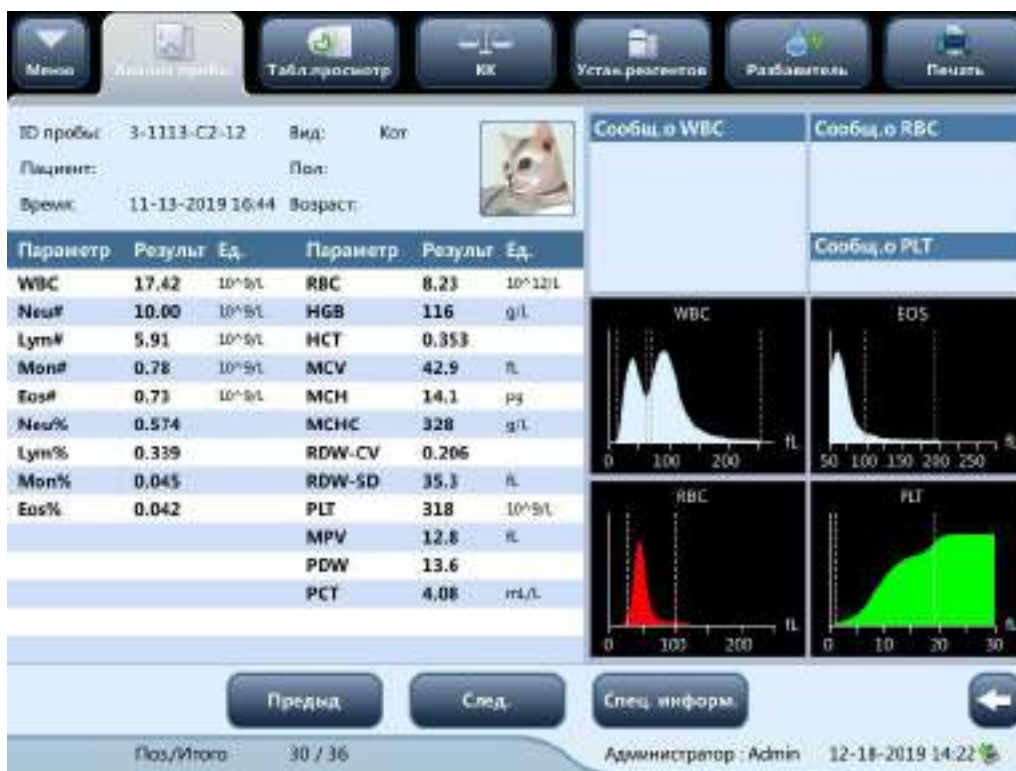 Меню Анализ пробы Табл.просмотр КК Устан.реагентов Разбавитель Печать
ID пробы: 3-1113-C2-12 Вид: Кот
Пациент: Пол:
Время: 11-13-2019 16:44 Возраст:
Сообщ.о WBC Сообщ.о RBC
Сообщ.о PLT
Параметр Результ Ед. Параметр Результ Ед.
WBC 17.42 10^9/L RBC 8.23 10^12/L
Neu# 10.00 10^9/L HGB 116 g/L
Lym# 5.91 10^9/L HCT 0.353
Mon# 0.78 10^9/L MCV 42.9 fL
Eos# 0.73 10^9/L MCH 14.1 pg
Neu% 0.574 MCHC 328 g/L
Lym% 0.339 RDW-CV 0.206
Mon% 0.045 RDW-SD 35.3 fL
Eos% 0.042 PLT 318 10^9/L
MPV 12.8 fL
PDW 13.6
PCT 4.08 mL/L
WBC
0 100 200 fL
EOS
50 100 150 200 250 fL
RBC
0 100 200 fL
PLT
0 10 20 30 fL
Предыд. След. Спец. информ.
Поз./Итого 30 / 36 Администратор : Admin 12-18-2019 14:22